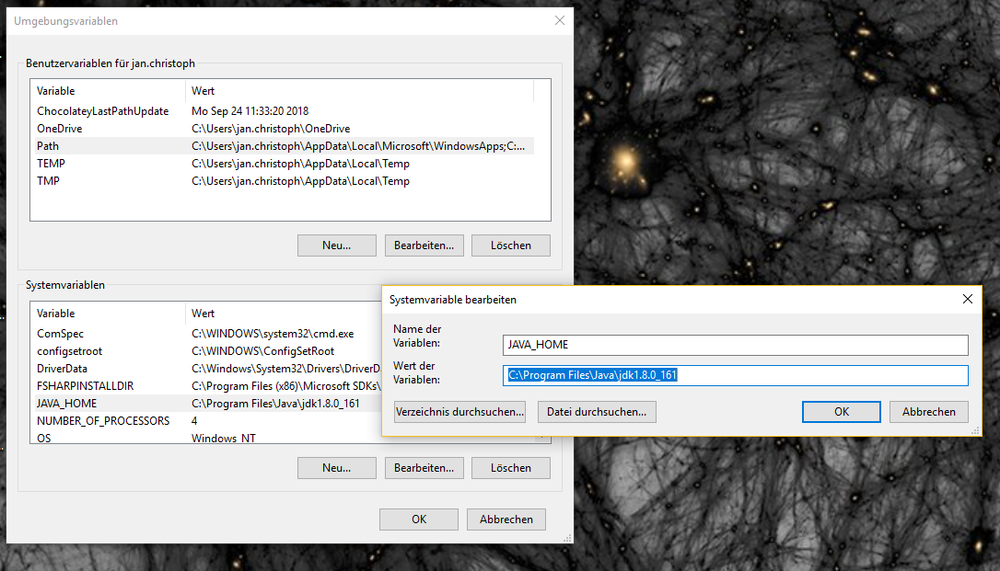 Umgebungsvariablen
Benutzervariablen für jan.christoph
Variable Wert
ChocolateyLastPathUpdate Mo Sep 24 11:33:20 2018
OneDrive C:\Users\jan.christoph\OneDrive
Path C:\Users\jan.christoph\AppData\Local\Microsoft\WindowsApps;C:...
TEMP C:\Users\jan.christoph\AppData\Local\Temp
TMP C:\Users\jan.christoph\AppData\Local\Temp
Neu... Bearbeiten... Löschen
Systemvariablen
Variable Wert
ComSpec C:\WINDOWS\system32\cmd.exe
configsetroot C:\WINDOWS\ConfigSetRoot
DriverData C:\Windows\System32\Drivers\DriverD
FSHARPINSTALLDIR C:\Program Files (x86)\Microsoft SDKs\
JAVA_HOME C:\Program Files\Java\jdk1.8.0_161
NUMBER_OF_PROCESSORS 4
OS Windows_NT
Neu... Bearbeiten... Löschen
OK Abbrechen
Systemvariable bearbeiten
Name der
Variablen:
JAVA_HOME
Wert der
Variablen:
C:\Program Files\Java\jdk1.8.0_161
Verzeichnis durchsuchen... Datei durchsuchen... OK Abbrechen